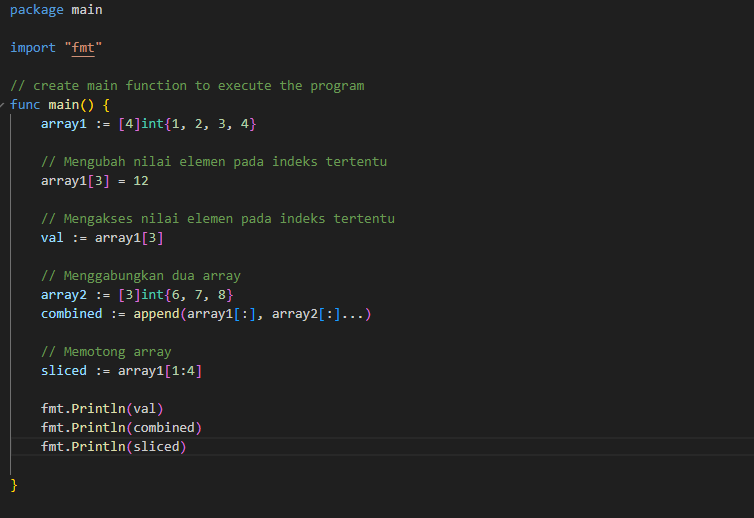 package main
import "fmt"
// create main function to execute the program
func main() {
array1 := [4]int{1, 2, 3, 4}
// Mengubah nilai elemen pada indeks tertentu
array1[3] = 12
// Mengakses nilai elemen pada indeks tertentu
val := array1[3]
// Menggabungkan dua array
array2 := [3]int{6, 7, 8}
combined := append(array1[:], array2[:]...)
// Memotong array
sliced := array1[1:4]
fmt.Println(val)
fmt.Println(combined)
fmt.Println(sliced)
}